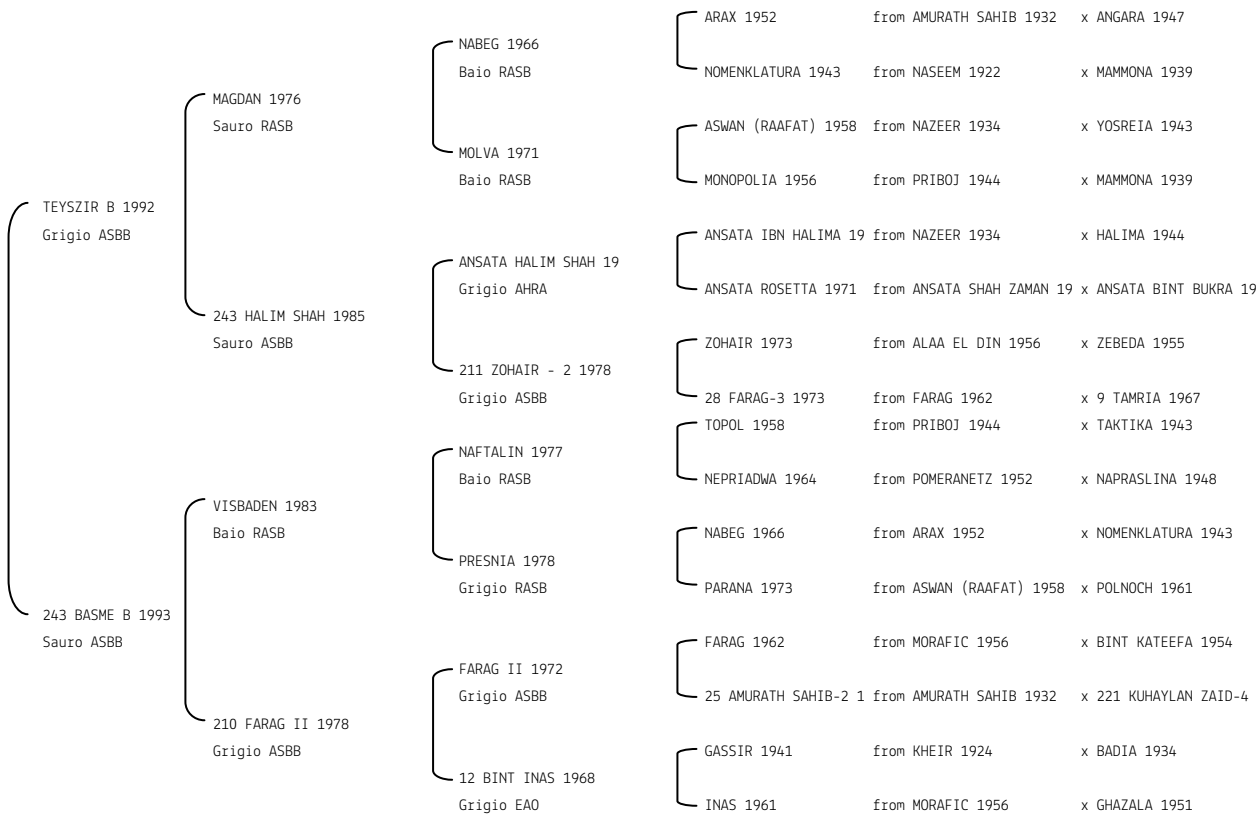 ARAX 1952 from AMURATH SAHIB 1932 x ANGARA 1947
NABEG 1966
Baio RASB
NOMENKLATURA 1943 from NASEEM 1922 x MAMMONA 1939
MAGDAN 1976
Sauro RASB
ASWAN (RAAFAT) 1958 from NAZEER 1934 x YOSREIA 1943
MOLVA 1971
Baio RASB
MONOPOLIA 1956 from PRIBOJ 1944 x MAMMONA 1939
TEYSZIR B 1992
Grigio ASBB
ANSATA IBN HALIMA 19 from NAZEER 1934 x HALIMA 1944
ANSATA HALIM SHAH 19
Grigio AHRA
ANSATA ROSETTA 1971 from ANSATA SHAH ZAMAN 19 x ANSATA BINT BUKRA 19
243 HALIM SHAH 1985
Sauro ASBB
ZOHAIR 1973 from ALAA EL DIN 1956 x ZEBEDA 1955
211 ZOHAIR - 2 1978
Grigio ASBB
28 FARAG-3 1973 from FARAG 1962 x 9 TAMRIA 1967
TOPOL 1958 from PRIBOJ 1944 x TAKTIKA 1943
NAFTALIN 1977
Baio RASB
NEPRIADWA 1964 from POMERANETZ 1952 x NAPRASLINA 1948
VISBADEN 1983
Baio RASB
NABEG 1966 from ARAX 1952 x NOMENKLATURA 1943
PRESNIA 1978
Grigio RASB
PARANA 1973 from ASWAN (RAAFAT) 1958 x POLNOCH 1961
243 BASME B 1993
Sauro ASBB
FARAG 1962 from MORAFIC 1956 x BINT KATEEFA 1954
FARAG II 1972
Grigio ASBB
25 AMURATH SAHIB-2 1 from AMURATH SAHIB 1932 x 221 KUHAYLAN ZAID-4
210 FARAG II 1978
Grigio ASBB
GASSIR 1941 from KHEIR 1924 x BADIA 1934
12 BINT INAS 1968
Grigio EAO
INAS 1961 from MORAFIC 1956 x GHAZALA 1951